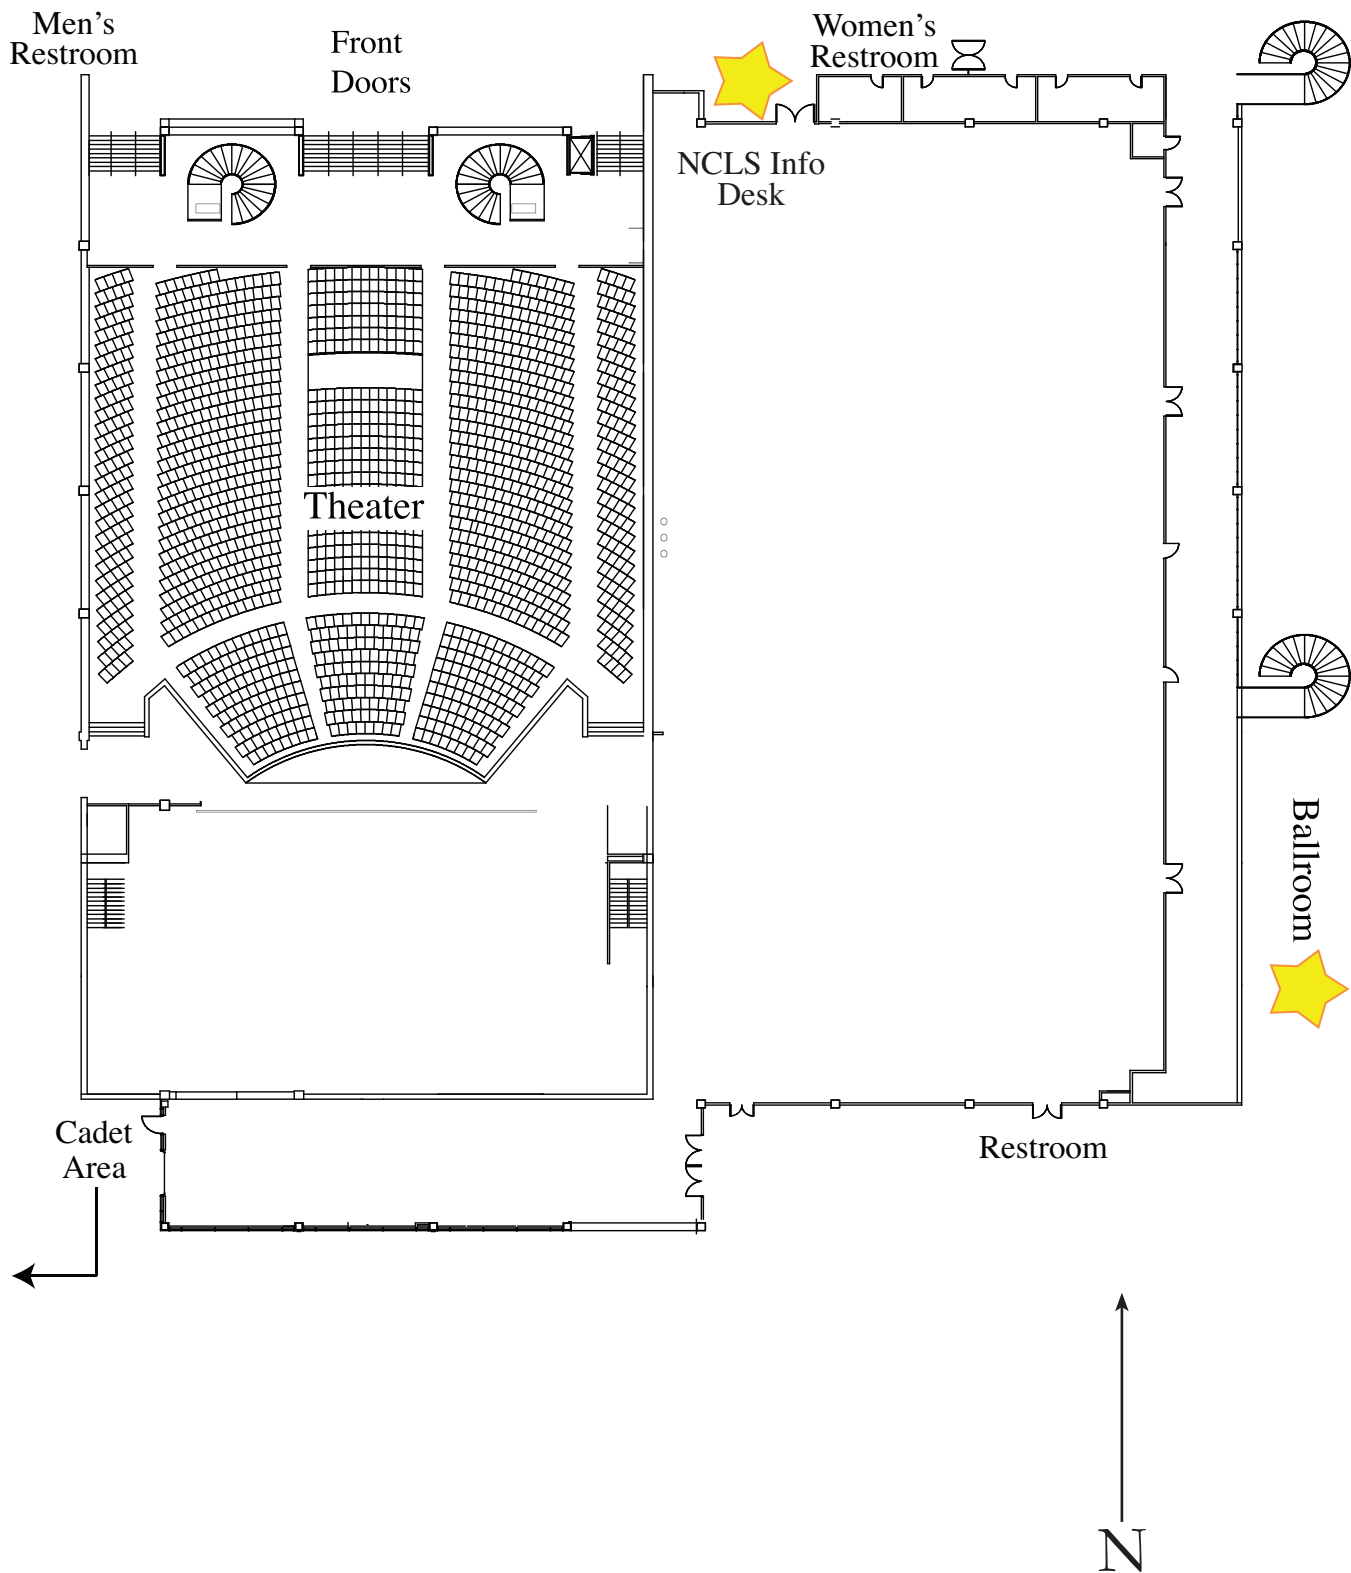 Men's
Restroom
Front
Doors
Women's
Restroom
NCLS Info
Desk
Theater
Ballroom
Cadet
Area
Restroom
N